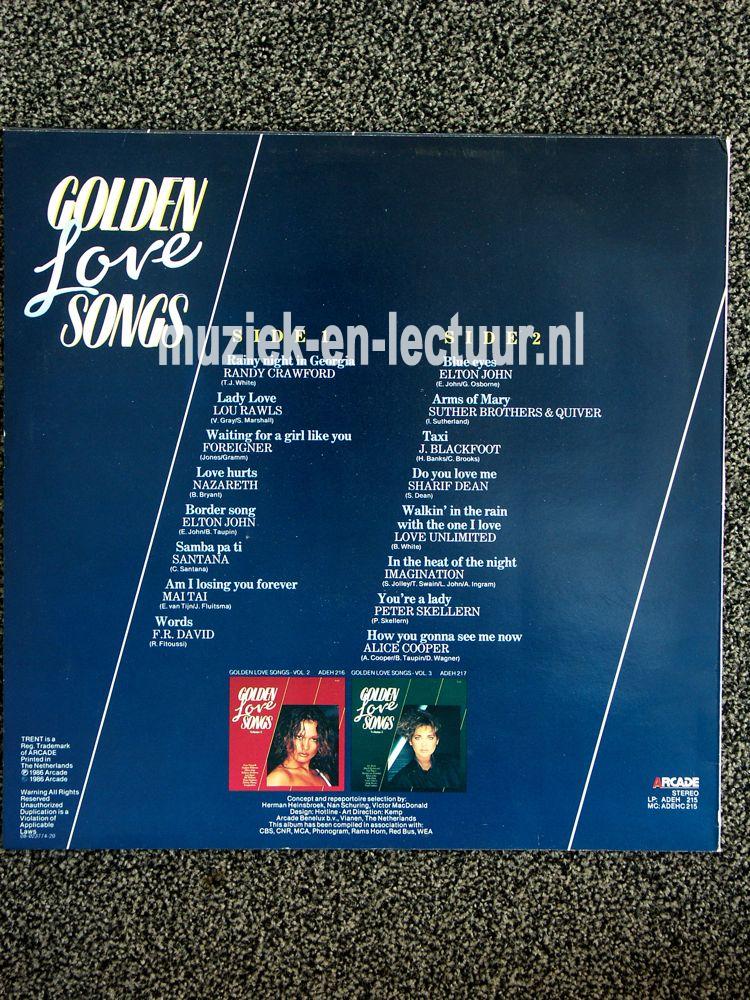 GOLDEN
Love
SONGS
muziek-en-lectuur.nl
SIDE 1
Rainy night in Georgia
RANDY CRAWFORD
(T.J. White)
Lady Love
LOU RAWLS
(V. Gray/S. Marshall)
Waiting for a girl like you
FOREIGNER
(Jones/Gramm)
Love hurts
NAZARETH
(B. Bryant)
Border song
ELTON JOHN
(E. John/B. Taupin)
Samba pa ti
SANTANA
(C. Santana)
Am I losing you forever
MAI TAI
(E. van Tijn/J. Fluitsma)
Words
F.R. DAVID
(R. Fitoussi)
SIDE 2
Blue eyes
ELTON JOHN
(E. John/G. Osborne)
Arms of Mary
SUTHER BROTHERS & QUIVER
(I. Sutherland)
Taxi
J. BLACKFOOT
(H. Banks/C. Brooks)
Do you love me
SHARIF DEAN
(S. Dean)
Walkin' in the rain
with the one I love
LOVE UNLIMITED
(B. White)
In the heat of the night
IMAGINATION
(S. Jolley/T. Swain/L. John/A. Ingram)
You're a lady
PETER SKELLERN
(P. Skellern)
How you gonna see me now
ALICE COOPER
(A. Cooper/B. Taupin/D. Wagner)
GOLDEN LOVE SONGS - VOL. 2 ADEH 216
GOLDEN LOVE SONGS - VOL. 3 ADEH 217
GOLDEN
Love
SONGS
GOLDEN
Love
SONGS
TRENT is a
Reg. Trademark
of ARCADE
Printed in
The Netherlands
℗ 1986 Arcade
© 1986 Arcade
Warning All Rights
Reserved
Unauthorized
Duplication is a
Violation of
Applicable
Laws
Concept and repepertoire selection by:
Herman Heinsbroek, Nan Schuring, Victor MacDonald
Design: Hotline - Art Direction: Kemp
Arcade Benelux b.v., Vianen, The Netherlands
This album has been compiled in association with:
CBS, CNR, MCA, Phonogram, Rams Horn, Red Bus, WEA
ARCADE
STEREO
LP: ADEH 215
MC: ADEHC 215